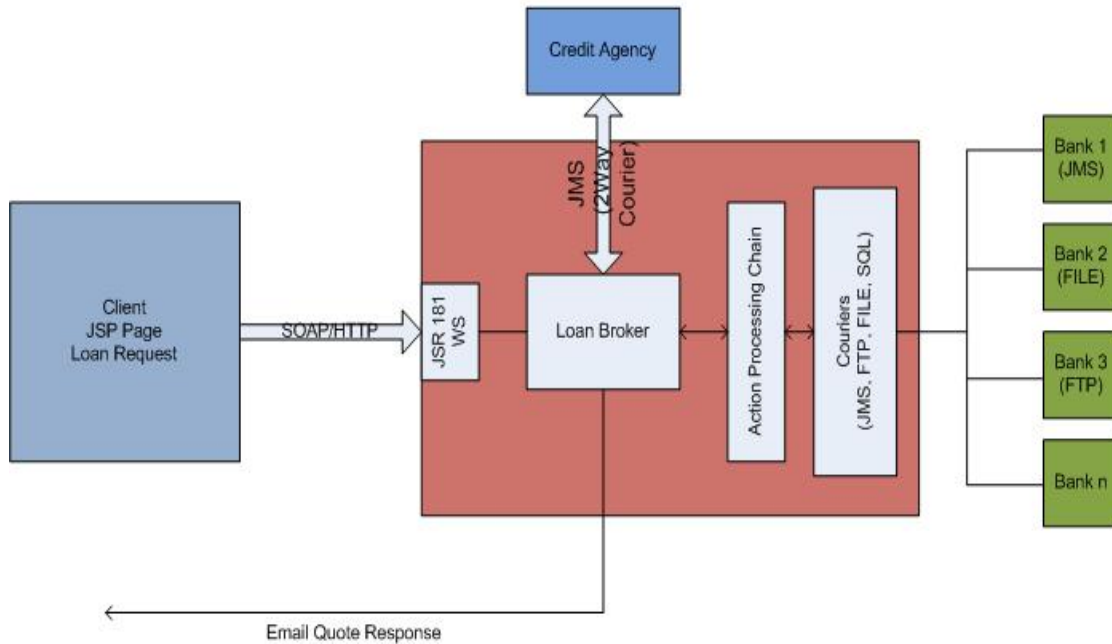 Credit Agency
JMS
(2Way
Courier)
Client
JSP Page
Loan Request
SOAP/HTTP
JSR 181
WS
Loan Broker
Action Processing Chain
Couriers
(JMS, FTP, FILE, SQL)
Bank 1
(JMS)
Bank 2
(FILE)
Bank 3
(FTP)
Bank n
Email Quote Response